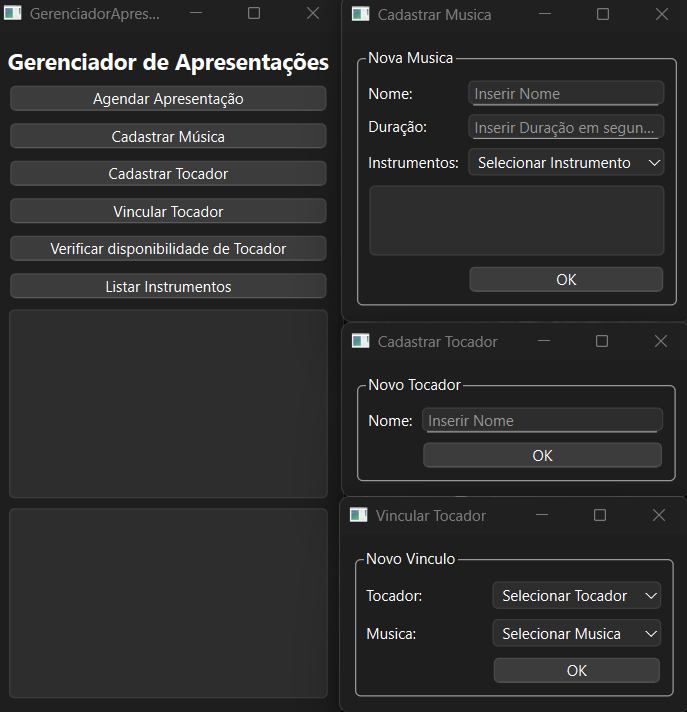 GerenciadorApres...
Gerenciador de Apresentações
Agendar Apresentação
Cadastrar Música
Cadastrar Tocador
Vincular Tocador
Verificar disponibilidade de Tocador
Listar Instrumentos
Cadastrar Musica
Nova Musica
Nome: Inserir Nome
Duração: Inserir Duração em segun...
Instrumentos: Selecionar Instrumento
OK
Cadastrar Tocador
Novo Tocador
Nome: Inserir Nome
OK
Vincular Tocador
Novo Vinculo
Tocador: Selecionar Tocador
Musica: Selecionar Musica
OK